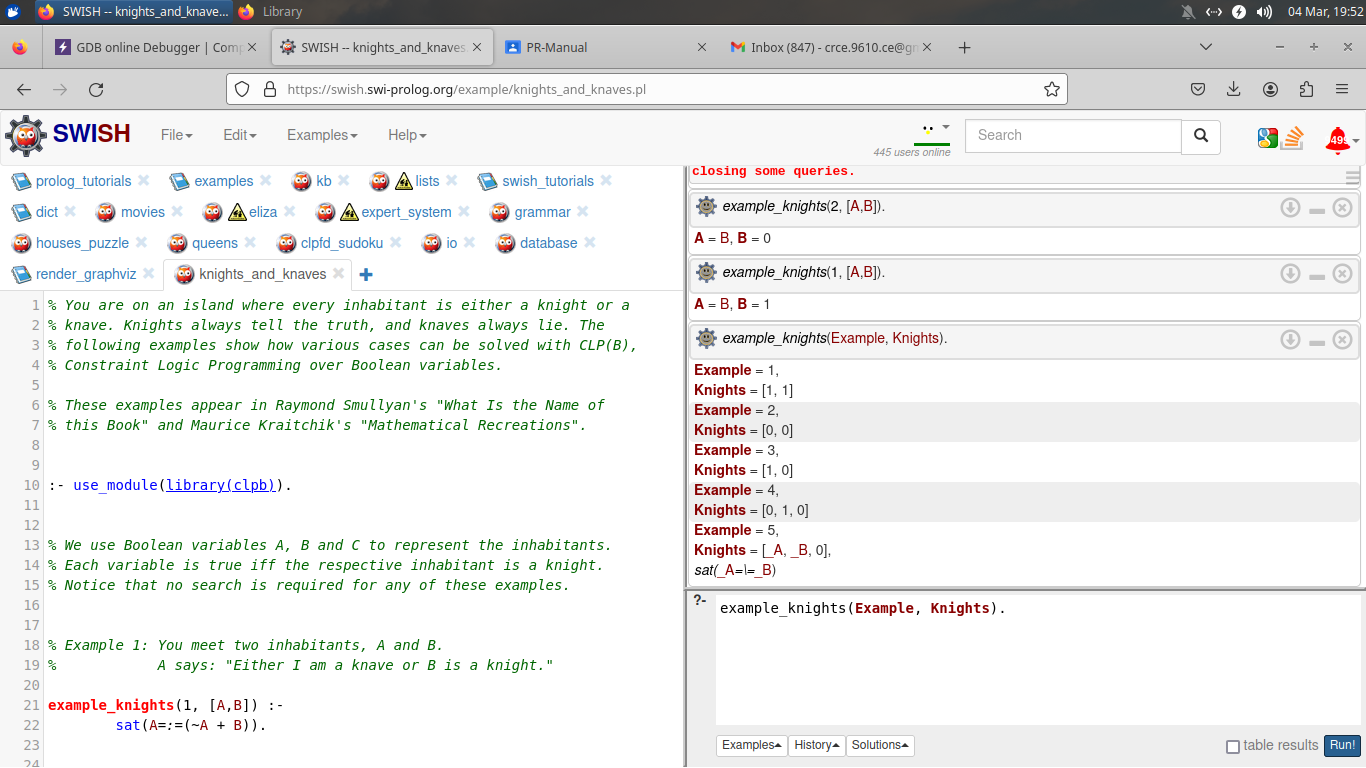 SWISH -- knights_and_knave... Library 04 Mar, 19:52
GDB online Debugger | Com SWISH -- knights_and_knaves PR-Manual Inbox (847) - crce.9610.ce@g
https://swish.swi-prolog.org/example/knights_and_knaves.pl
SWISH File Edit Examples Help 445 users online Search 49
prolog_tutorials examples kb lists swish_tutorials
dict movies eliza expert_system grammar
houses_puzzle queens clpfd_sudoku io database
render_graphviz knights_and_knaves
1 % You are on an island where every inhabitant is either a knight or a
2 % knave. Knights always tell the truth, and knaves always lie. The
3 % following examples show how various cases can be solved with CLP(B),
4 % Constraint Logic Programming over Boolean variables.
5
6 % These examples appear in Raymond Smullyan's "What Is the Name of
7 % this Book" and Maurice Kraitchik's "Mathematical Recreations".
8
9
10 :- use_module(library(clpb)).
11
12
13 % We use Boolean variables A, B and C to represent the inhabitants.
14 % Each variable is true iff the respective inhabitant is a knight.
15 % Notice that no search is required for any of these examples.
16
17
18 % Example 1: You meet two inhabitants, A and B.
19 %            A says: "Either I am a knave or B is a knight."
20
21 example_knights(1, [A,B]) :-
22         sat(A=:=(~A + B)).
23
24
closing some queries.
example_knights(2, [A,B]).
A = B, B = 0
example_knights(1, [A,B]).
A = B, B = 1
example_knights(Example, Knights).
Example = 1,
Knights = [1, 1]
Example = 2,
Knights = [0, 0]
Example = 3,
Knights = [1, 0]
Example = 4,
Knights = [0, 1, 0]
Example = 5,
Knights = [_A, _B, 0],
sat(_A=\=_B)
?- example_knights(Example, Knights).
Examples History Solutions table results Run!